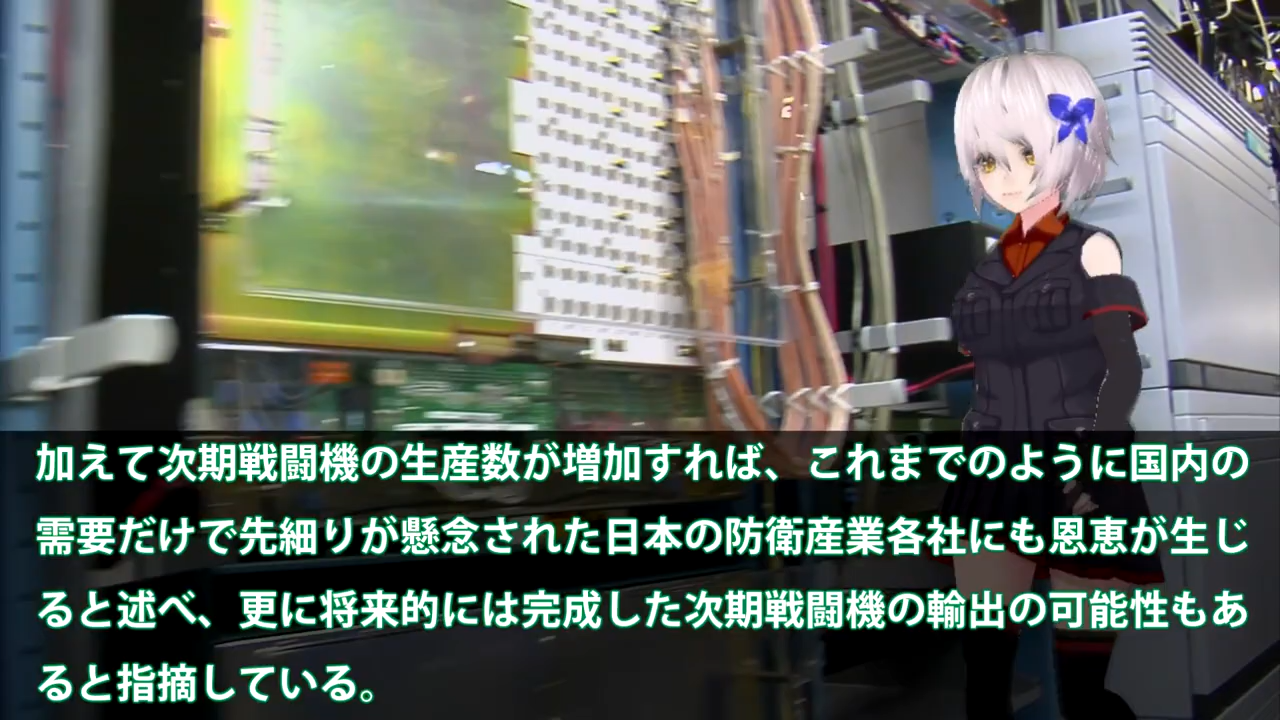 加えて次期戦闘機の生産数が増加すれば、これまでのように国内の
需要だけで先細りが懸念された日本の防衛産業各社にも恩恵が生じ
ると述べ、更に将来的には完成した次期戦闘機の輸出の可能性もあ
ると指摘している。